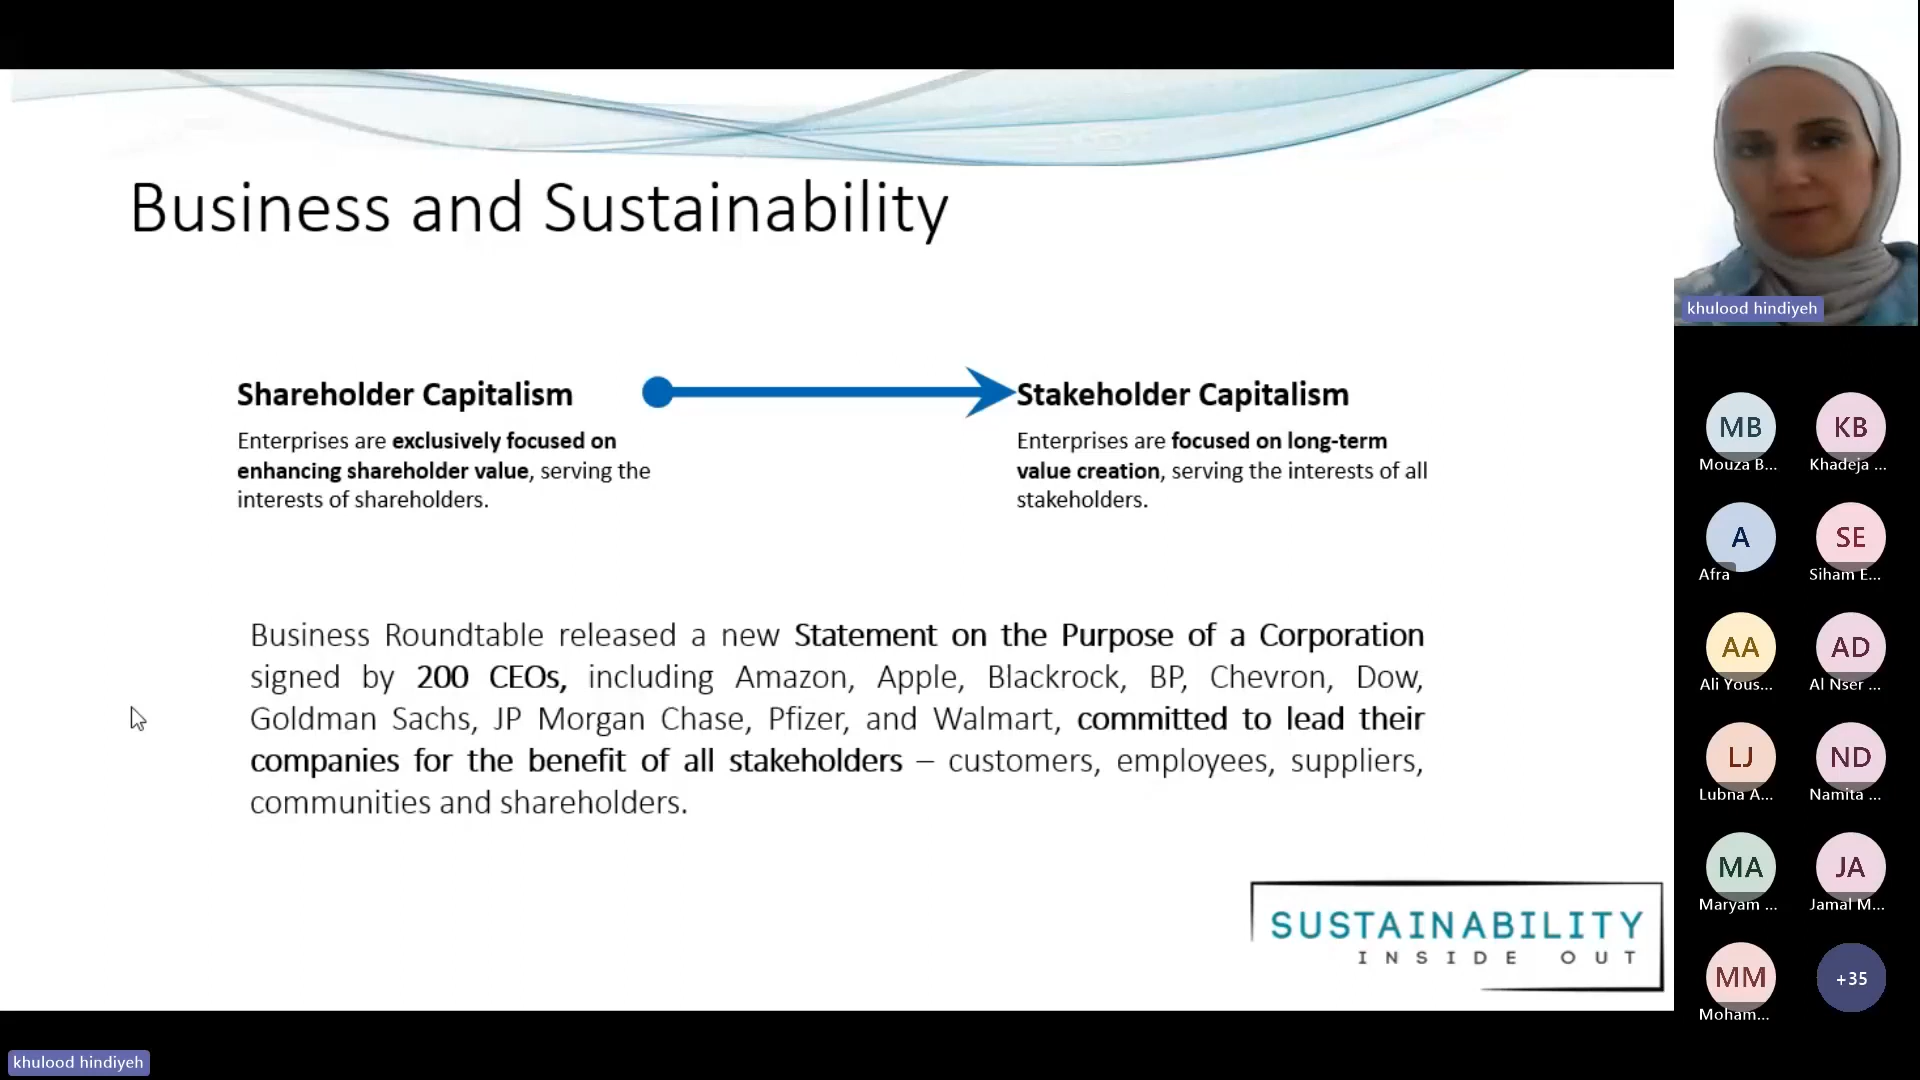 Business and Sustainability
Shareholder Capitalism
Enterprises are exclusively focused on
enhancing shareholder value, serving the
interests of shareholders.
Stakeholder Capitalism
Enterprises are focused on long-term
value creation, serving the interests of all
stakeholders.
Business Roundtable released a new Statement on the Purpose of a Corporation
signed by 200 CEOs, including Amazon, Apple, Blackrock, BP, Chevron, Dow,
Goldman Sachs, JP Morgan Chase, Pfizer, and Walmart, committed to lead their
companies for the benefit of all stakeholders – customers, employees, suppliers,
communities and shareholders.
SUSTAINABILITY
INSIDE OUT
khulood hindiyeh
khulood hindiyeh
MB
KB
Mouza B...
Khadeja ...
A
SE
Afra
Siham E...
AA
AD
Ali Yous...
Al Nser ...
LJ
ND
Lubna A...
Namita ...
MA
JA
Maryam ...
Jamal M...
MM
+35
Moham...